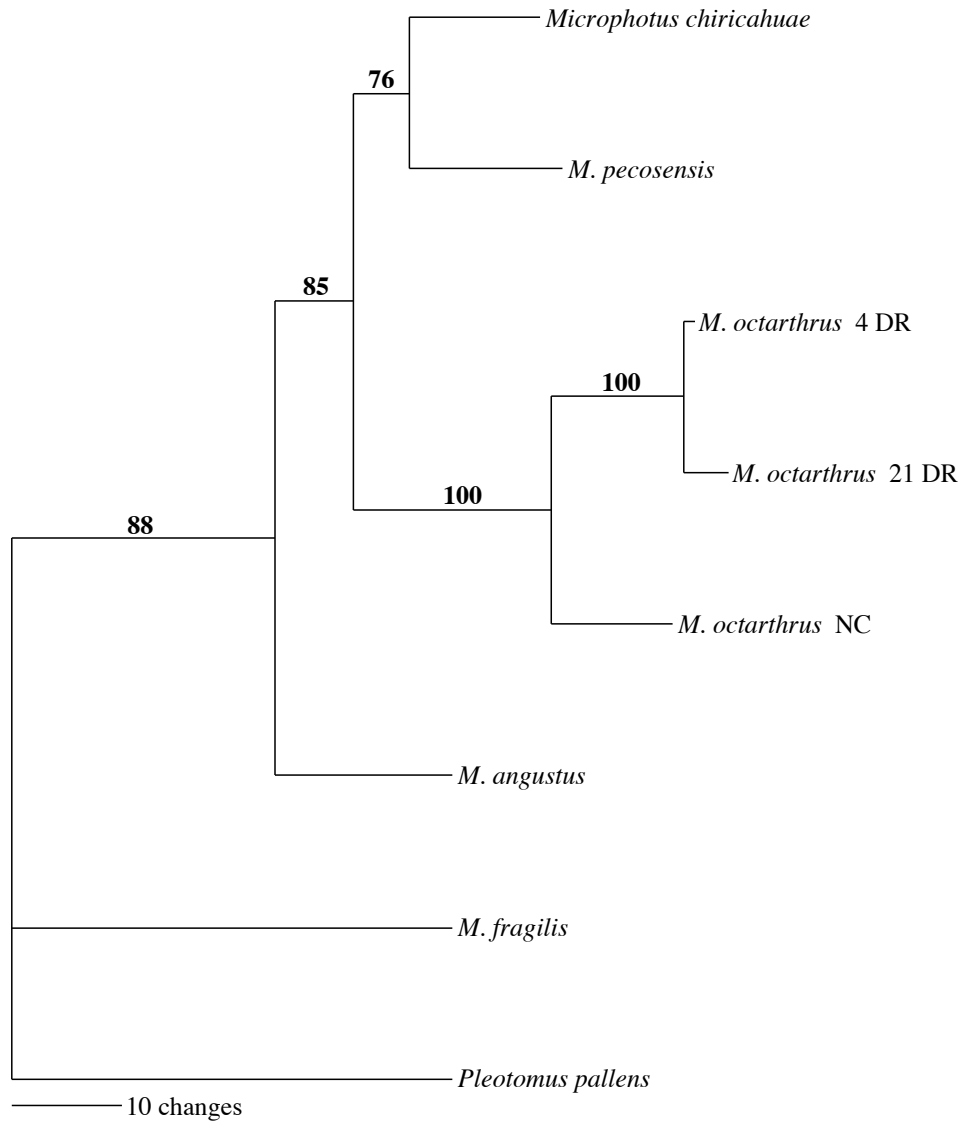 Microphotus chiricahuae
76
M. pecosensis
85
M. octarthrus 4 DR
100
M. octarthrus 21 DR
100
88
M. octarthrus NC
M. angustus
M. fragilis
Pleotomus pallens
10 changes